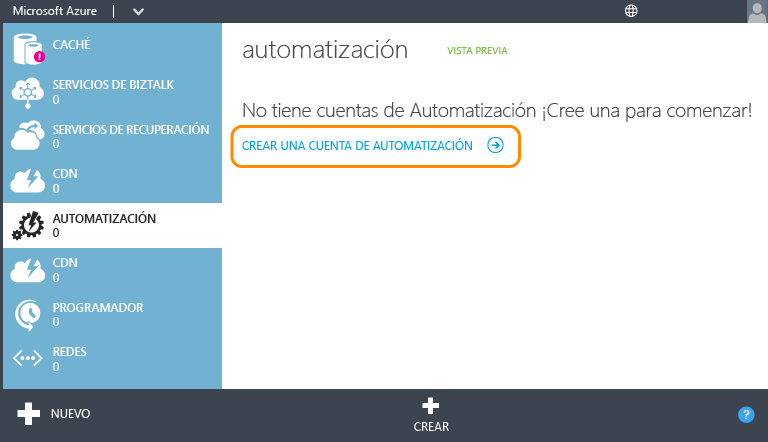 Microsoft Azure
CACHÉ
!
SERVICIOS DE BIZTALK
0
SERVICIOS DE RECUPERACIÓN
0
CDN
0
AUTOMATIZACIÓN
0
CDN
0
PROGRAMADOR
0
REDES
0
automatización VISTA PREVIA
No tiene cuentas de Automatización ¡Cree una para comenzar!
CREAR UNA CUENTA DE AUTOMATIZACIÓN
NUEVO
CREAR
?